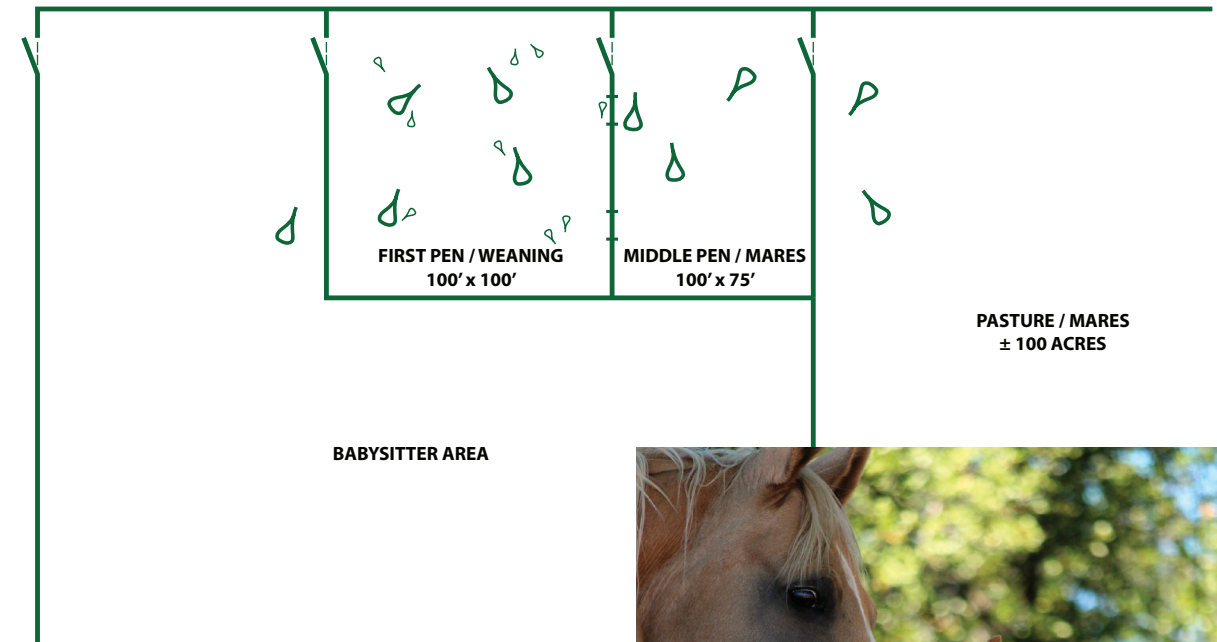 FIRST PEN / WEANING
100′ x 100′
MIDDLE PEN / MARES
100′ x 75′
PASTURE / MARES
± 100 ACRES
BABYSITTER AREA